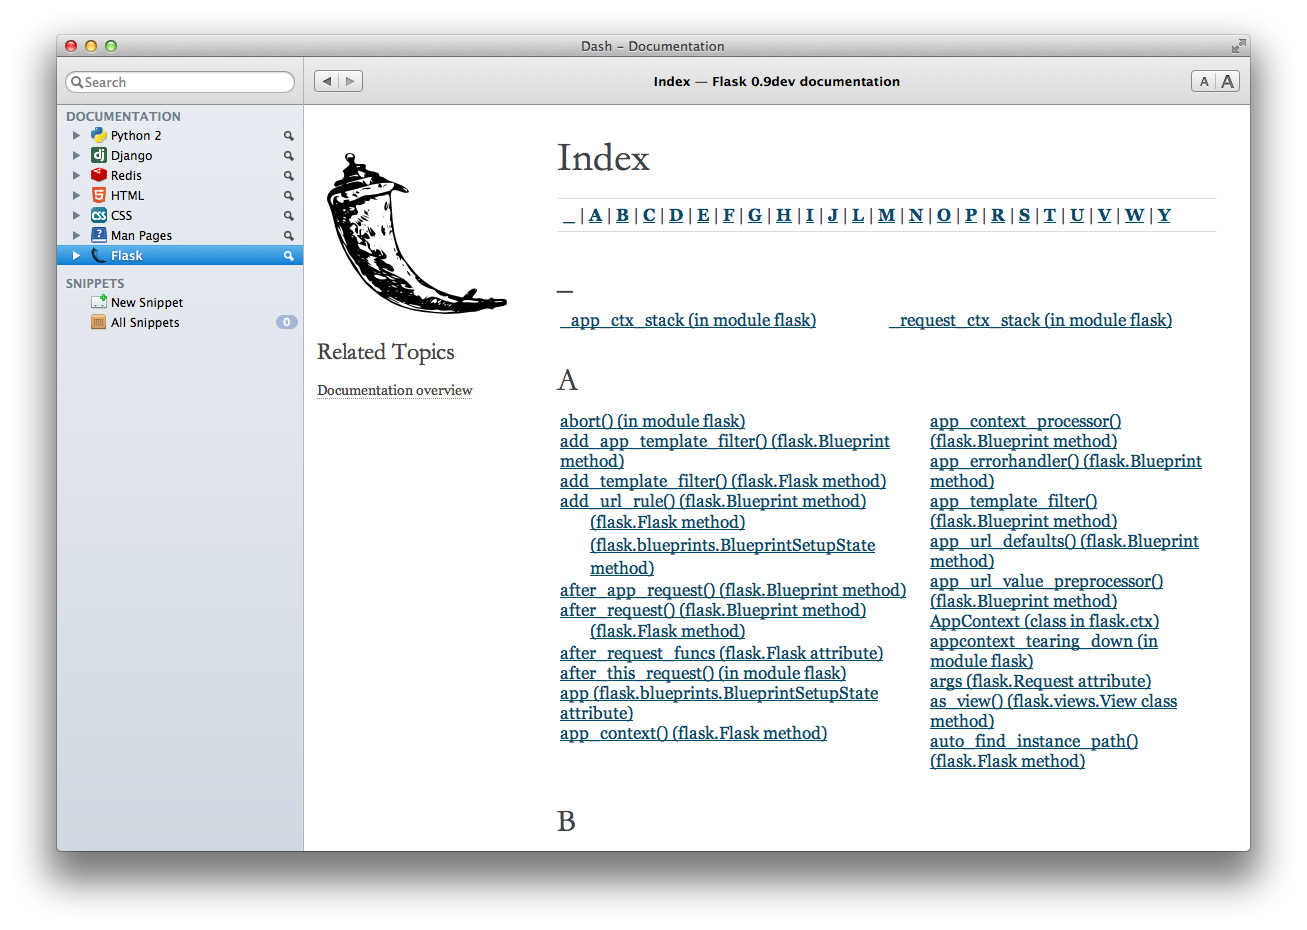 Dash – Documentation
Search
Index — Flask 0.9dev documentation
A A
DOCUMENTATION
Python 2
Django
Redis
HTML
CSS
Man Pages
Flask
SNIPPETS
New Snippet
All Snippets 0
Related Topics
Documentation overview
Index
_ | A | B | C | D | E | F | G | H | I | J | L | M | N | O | P | R | S | T | U | V | W | Y
_
_app_ctx_stack (in module flask)
_request_ctx_stack (in module flask)
A
abort() (in module flask)
add_app_template_filter() (flask.Blueprint
method)
add_template_filter() (flask.Flask method)
add_url_rule() (flask.Blueprint method)
(flask.Flask method)
(flask.blueprints.BlueprintSetupState
method)
after_app_request() (flask.Blueprint method)
after_request() (flask.Blueprint method)
(flask.Flask method)
after_request_funcs (flask.Flask attribute)
after_this_request() (in module flask)
app (flask.blueprints.BlueprintSetupState
attribute)
app_context() (flask.Flask method)
app_context_processor()
(flask.Blueprint method)
app_errorhandler() (flask.Blueprint
method)
app_template_filter()
(flask.Blueprint method)
app_url_defaults() (flask.Blueprint
method)
app_url_value_preprocessor()
(flask.Blueprint method)
AppContext (class in flask.ctx)
appcontext_tearing_down (in
module flask)
args (flask.Request attribute)
as_view() (flask.views.View class
method)
auto_find_instance_path()
(flask.Flask method)
B